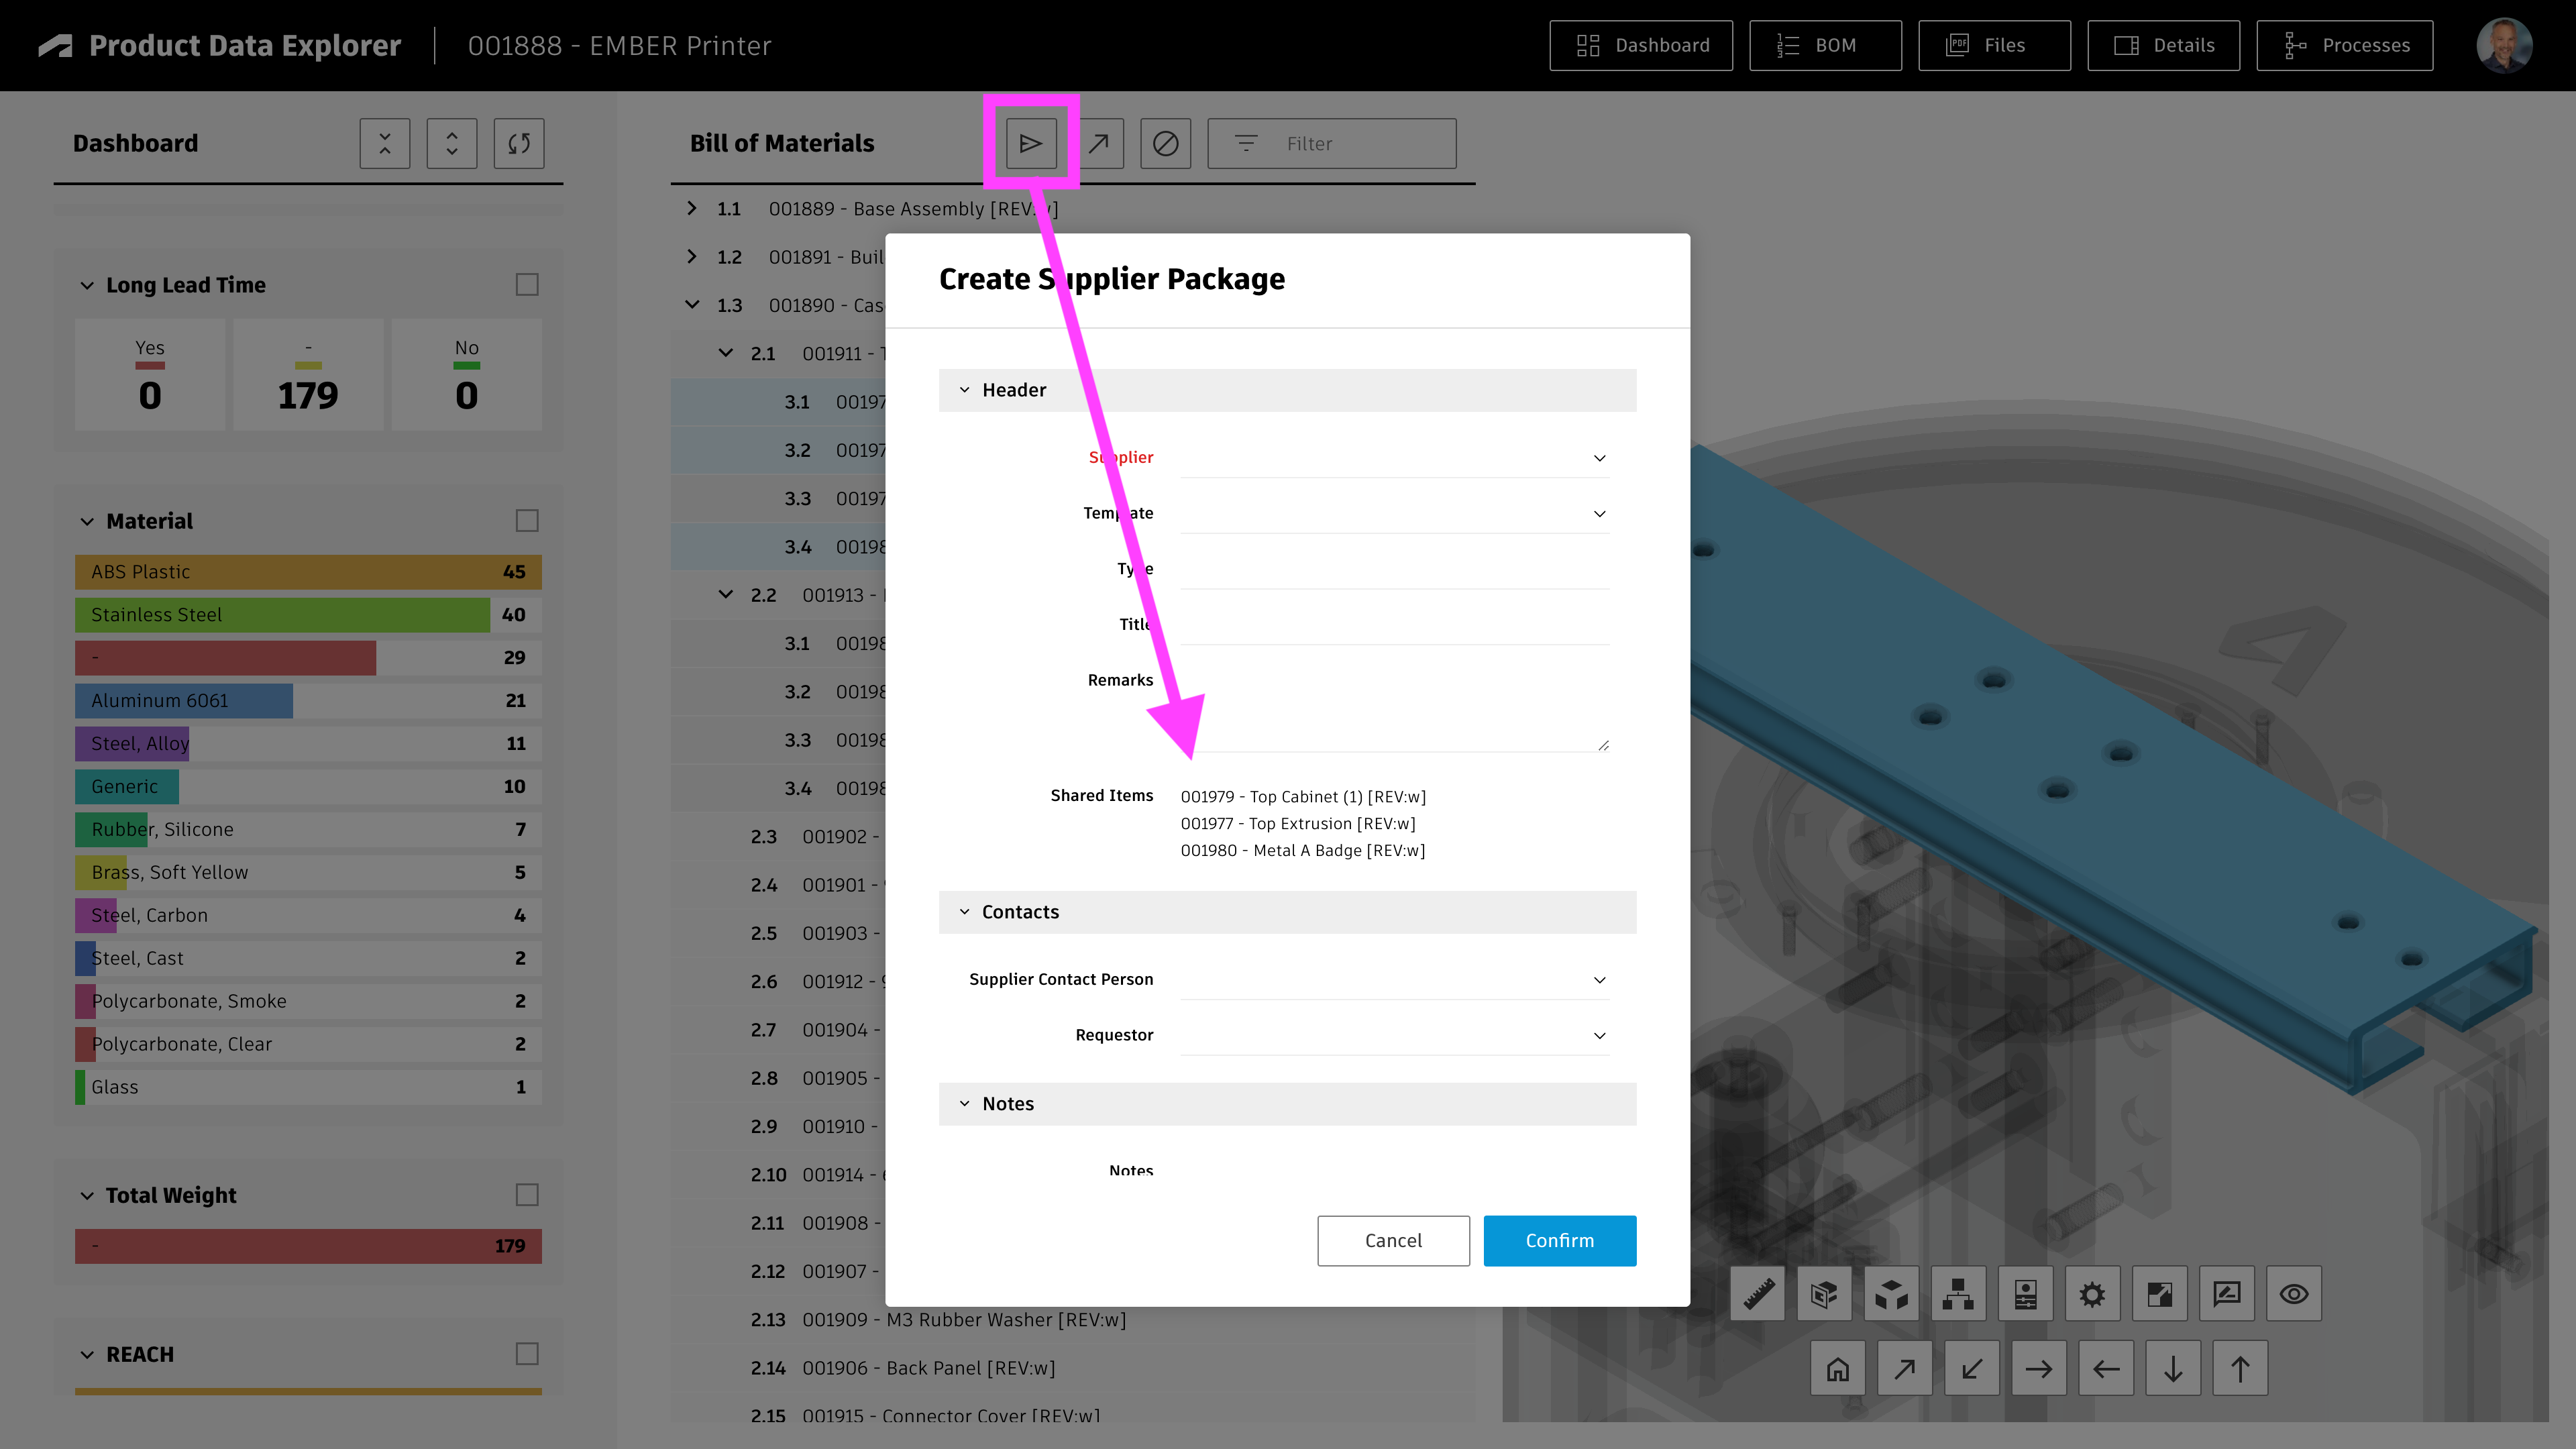 Product Data Explorer
001888 - EMBER Printer
Dashboard
BOM
PDF
Files
Details
Processes
Dashboard
Bill of Materials
Filter
Long Lead Time
Yes
-
No
0
179
0
Material
ABS Plastic 45
Stainless Steel 40
- 29
Aluminum 6061 21
Steel, Alloy 11
Generic 10
Rubber, Silicone 7
Brass, Soft Yellow 5
Steel, Carbon 4
Steel, Cast 2
Polycarbonate, Smoke 2
Polycarbonate, Clear 2
Glass 1
Total Weight
- 179
REACH
1.1 001889 - Base Assembly [REV:w]
1.2 001891 - Buil
1.3 001890 - Cas
2.1 001911 -
3.1 00197
3.2 00197
3.3 00197
3.4 00198
2.2 001913 -
3.1 00198
3.2 00198
3.3 00198
3.4 00198
2.3 001902 -
2.4 001901 -
2.5 001903 -
2.6 001912 -
2.7 001904 -
2.8 001905 -
2.9 001910 -
2.10 001914 -
2.11 001908 -
2.12 001907 -
2.13 001909 - M3 Rubber Washer [REV:w]
2.14 001906 - Back Panel [REV:w]
2.15 001915 - Connector Cover [REV:w]
Create Supplier Package
Header
Supplier
Template
Type
Title
Remarks
Shared Items
001979 - Top Cabinet (1) [REV:w]
001977 - Top Extrusion [REV:w]
001980 - Metal A Badge [REV:w]
Contacts
Supplier Contact Person
Requestor
Notes
Notes
Cancel
Confirm